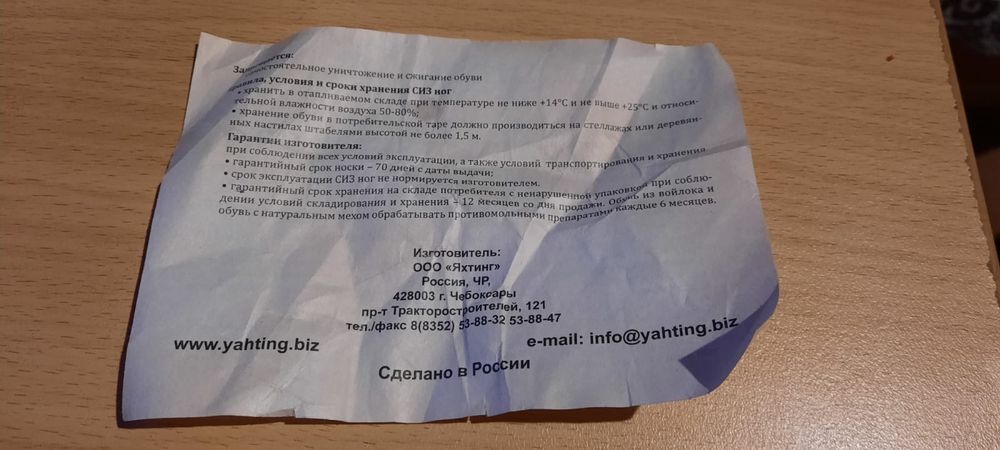 Запрещается:
самостоятельное уничтожение и сжигание обуви
Правила, условия и сроки хранения СИЗ ног
• хранить в отапливаемом складе при температуре не ниже +14°С и не выше +25°С и относи-
тельной влажности воздуха 50-80%;
• хранение обуви в потребительской таре должно производиться на стеллажах или деревян-
ных настилах штабелями высотой не более 1,5 м.
Гарантии изготовителя:
при соблюдении всех условий эксплуатации, а также условий транспортирования и хранения
• гарантийный срок носки – 70 дней с даты выдачи;
• срок эксплуатации СИЗ ног не нормируется изготовителем.
• гарантийный срок хранения на складе потребителя с ненарушенной упаковкой при соблю-
дении условий складирования и хранения – 12 месяцев со дня продажи. Обувь из войлока и
обувь с натуральным мехом обрабатывать противомольными препаратами каждые 6 месяцев.
Изготовитель:
ООО «Яхтинг»
Россия, ЧР,
428003 г. Чебоксары
пр-т Тракторостроителей, 121
тел./факс 8(8352) 53-88-32 53-88-47
www.yahting.biz e-mail: info@yahting.biz
Сделано в России